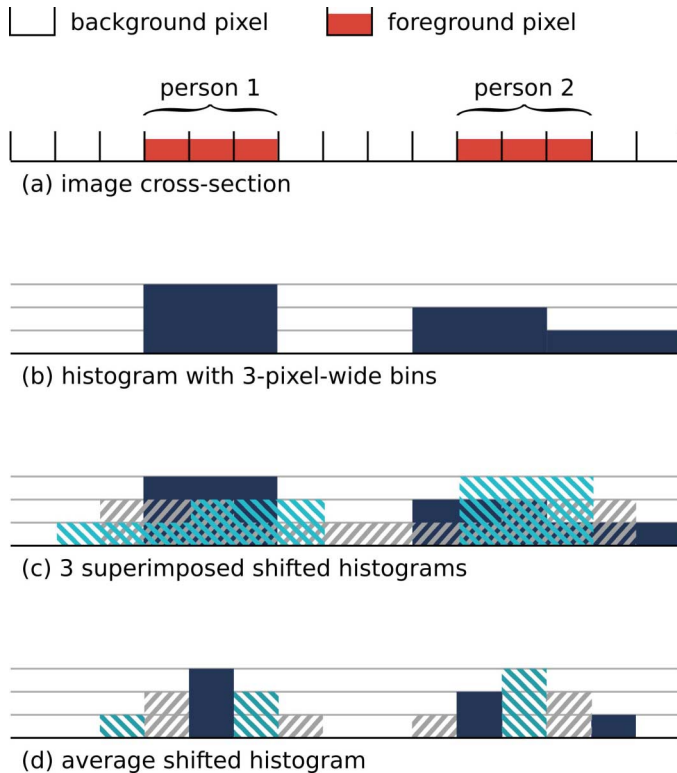 background pixel
foreground pixel
person 1
person 2
(a) image cross-section
(b) histogram with 3-pixel-wide bins
(c) 3 superimposed shifted histograms
(d) average shifted histogram